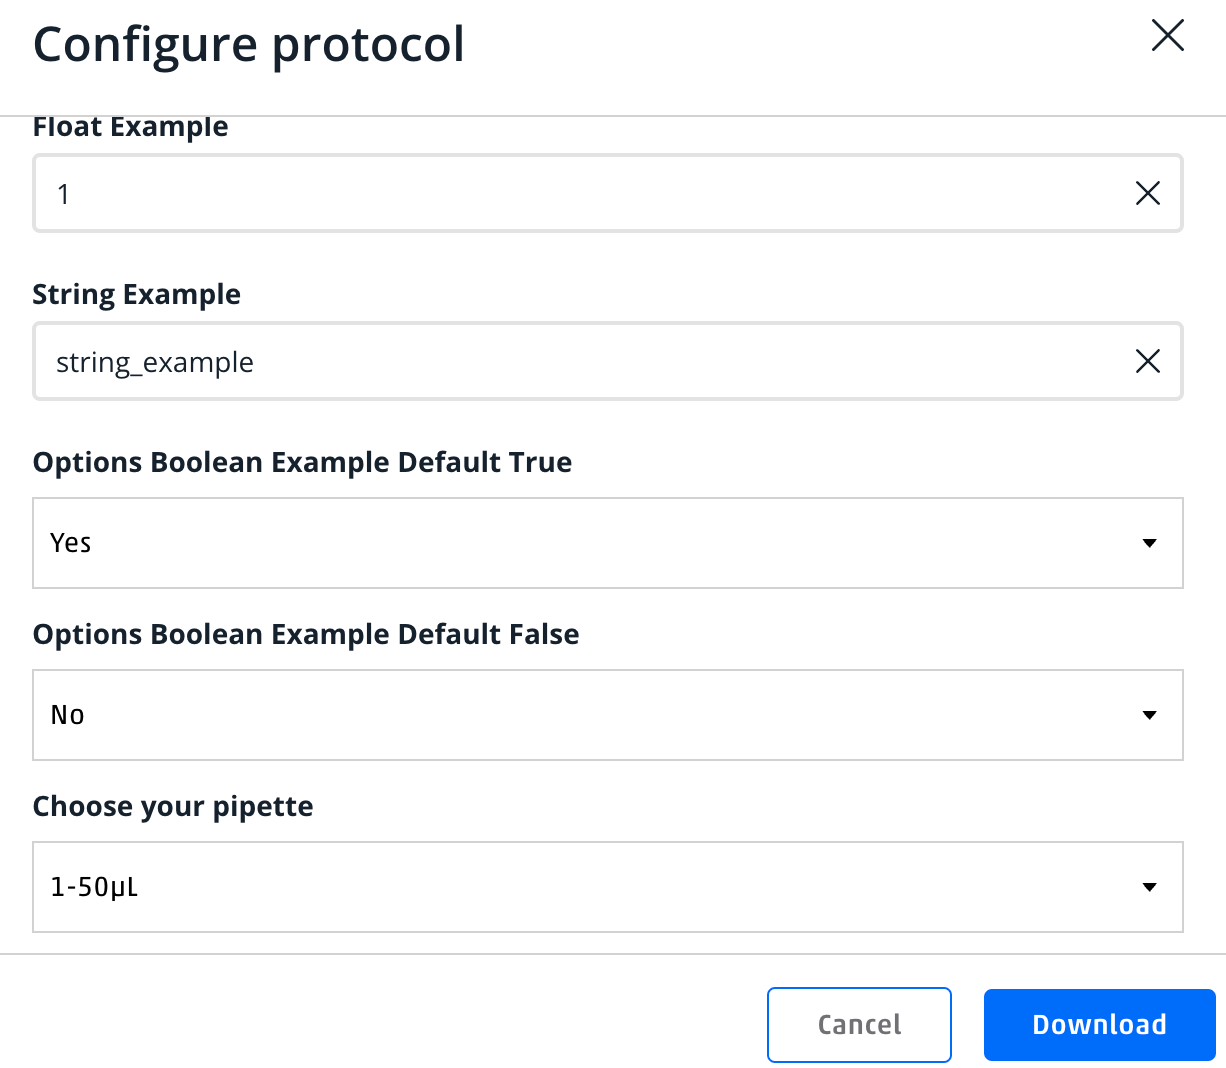 Configure protocol
Float Example
1
String Example
string_example
Options Boolean Example Default True
Yes
Options Boolean Example Default False
No
Choose your pipette
1-50µL
Cancel
Download